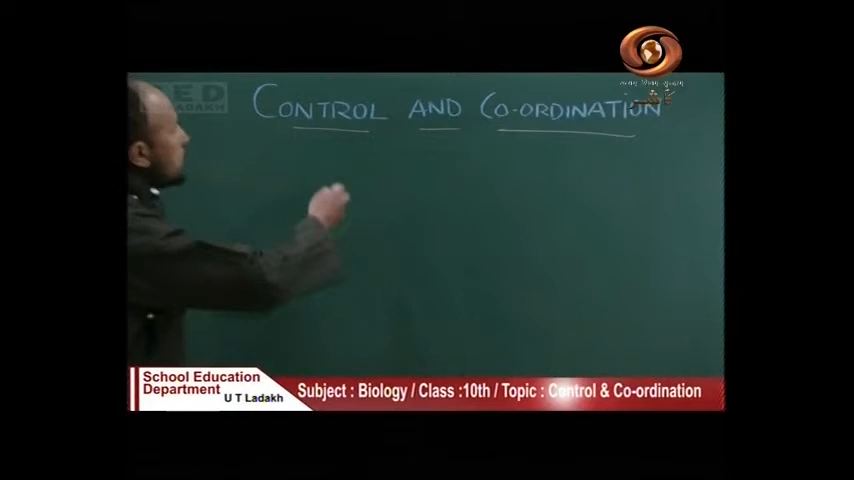 CONTROL AND CO-ORDINATION
School Education
Department
U T Ladakh
Subject : Biology / Class :10th / Topic : Control & Co-ordination